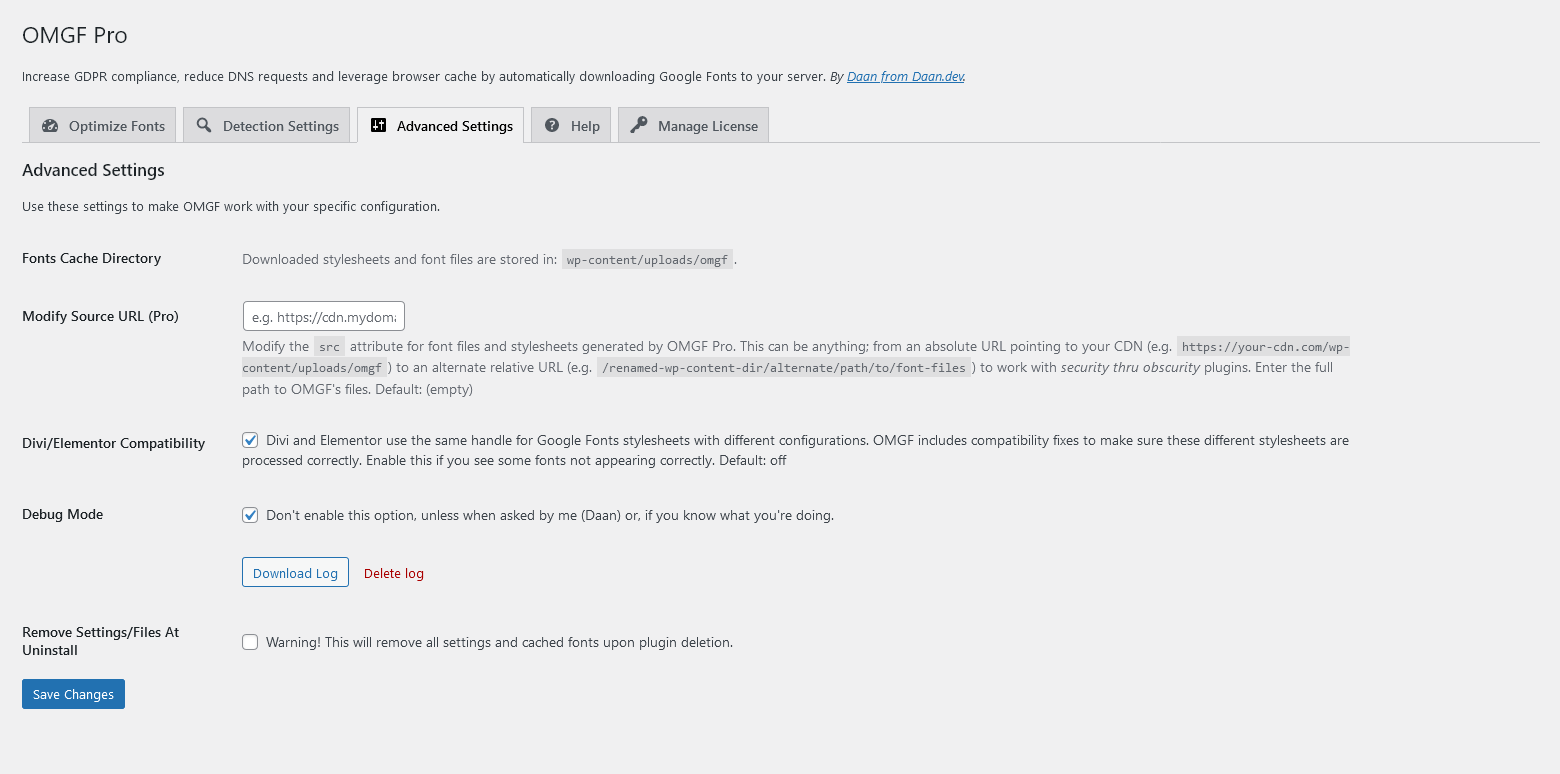 OMGF Pro
Increase GDPR compliance, reduce DNS requests and leverage browser cache by automatically downloading Google Fonts to your server. By Daan from Daan.dev.
Optimize Fonts Detection Settings Advanced Settings Help Manage License
Advanced Settings
Use these settings to make OMGF work with your specific configuration.
Fonts Cache Directory Downloaded stylesheets and font files are stored in: wp-content/uploads/omgf .
Modify Source URL (Pro) e.g. https://cdn.mydoma
Modify the src attribute for font files and stylesheets generated by OMGF Pro. This can be anything; from an absolute URL pointing to your CDN (e.g. https://your-cdn.com/wp-
content/uploads/omgf ) to an alternate relative URL (e.g. /renamed-wp-content-dir/alternate/path/to/font-files ) to work with security thru obscurity plugins. Enter the full
path to OMGF's files. Default: (empty)
Divi/Elementor Compatibility Divi and Elementor use the same handle for Google Fonts stylesheets with different configurations. OMGF includes compatibility fixes to make sure these different stylesheets are
processed correctly. Enable this if you see some fonts not appearing correctly. Default: off
Debug Mode Don't enable this option, unless when asked by me (Daan) or, if you know what you're doing.
Download Log Delete log
Remove Settings/Files At
Uninstall Warning! This will remove all settings and cached fonts upon plugin deletion.
Save Changes